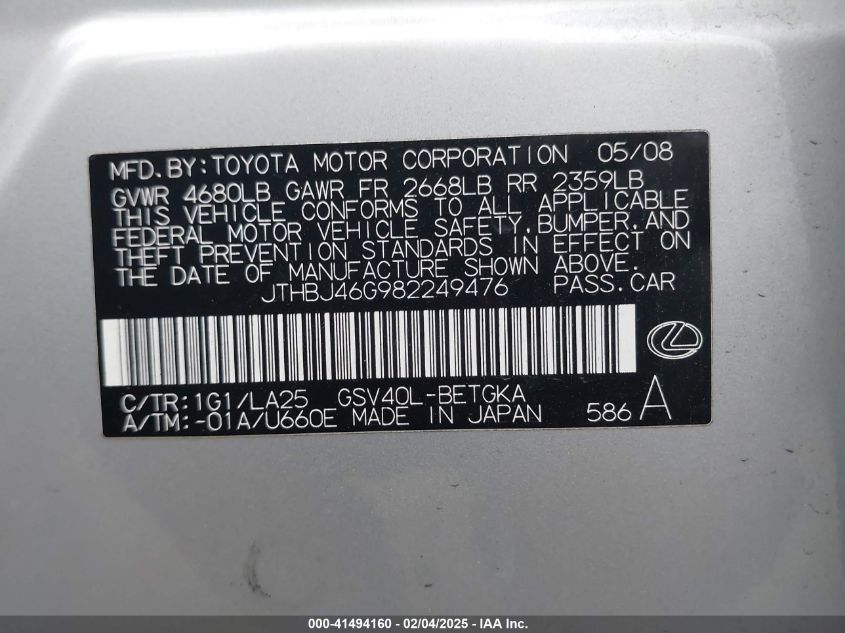 MFD.BY:TOYOTA MOTOR CORPORATION 05/08
GVWR 4680LB GAWR FR 2668LB RR 2359LB
THIS VEHICLE CONFORMS TO ALL APPLICABLE
FEDERAL MOTOR VEHICLE SAFETY,BUMPER,AND
THEFT PREVENTION STANDARDS IN EFFECT ON
THE DATE OF MANUFACTURE SHOWN ABOVE.
JTHBJ46G982249476 PASS.CAR
C/TR:1G1/LA25 GSV40L-BETGKA
A/TM:-01A/U660E MADE IN JAPAN 586 A
000-41494160 - 02/04/2025 - IAA Inc.